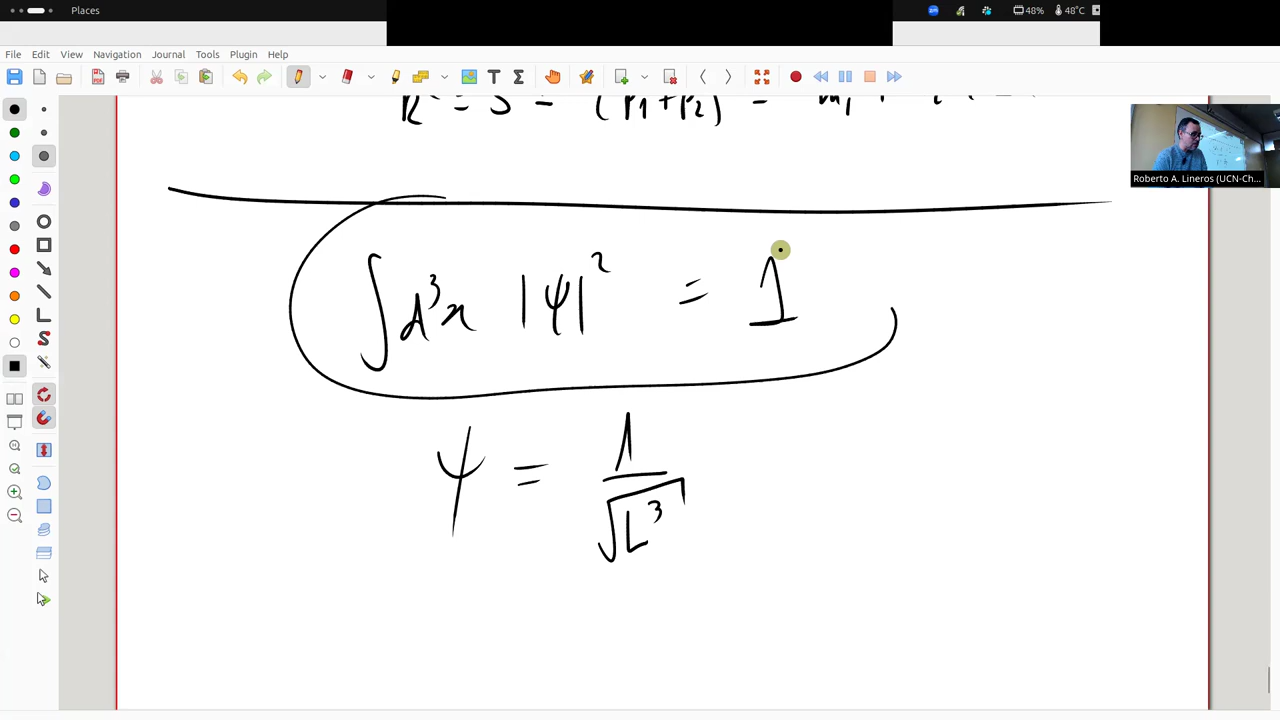 Places 48% 48°C
File Edit View Navigation Journal Tools Plugin Help
Roberto A. Lineros (UCN-Ch...
∫d³x |ψ|² = 1
ψ = 1/√L³